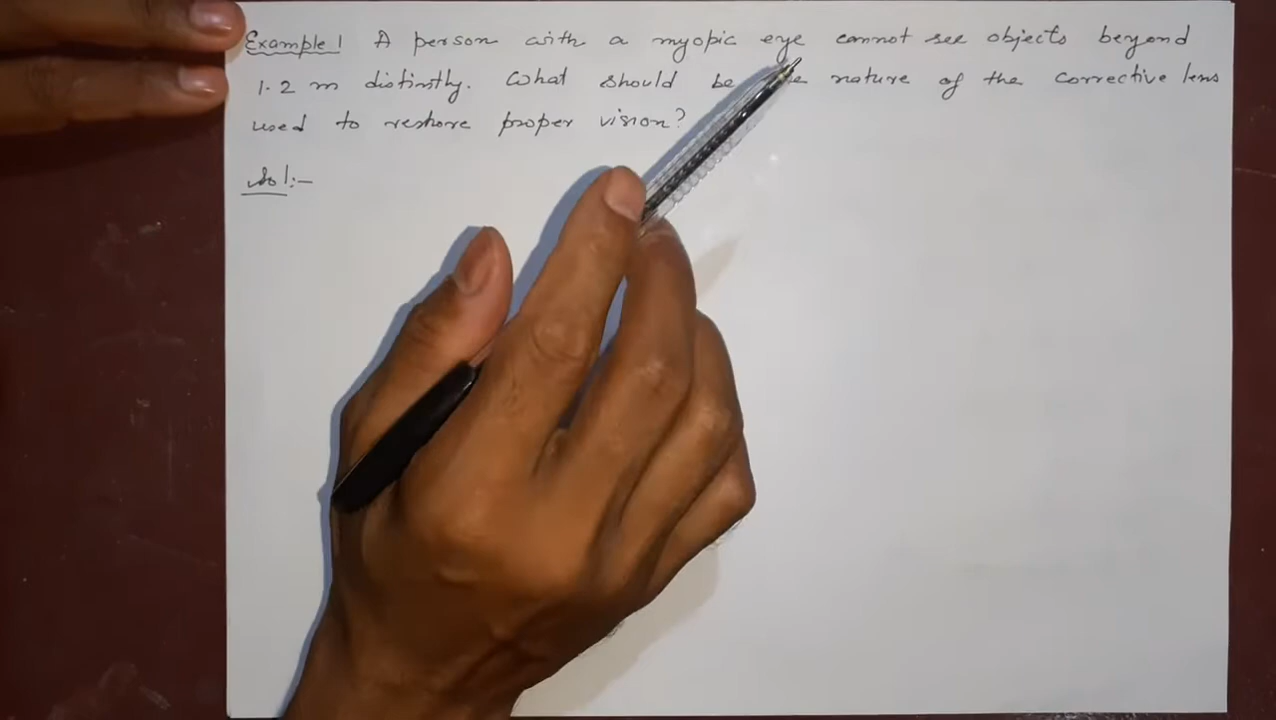 Example 1 A person with a myopic eye cannot see objects beyond
1.2 m distinctly. What should be the nature of the corrective lens
used to restore proper vision?
Sol:-